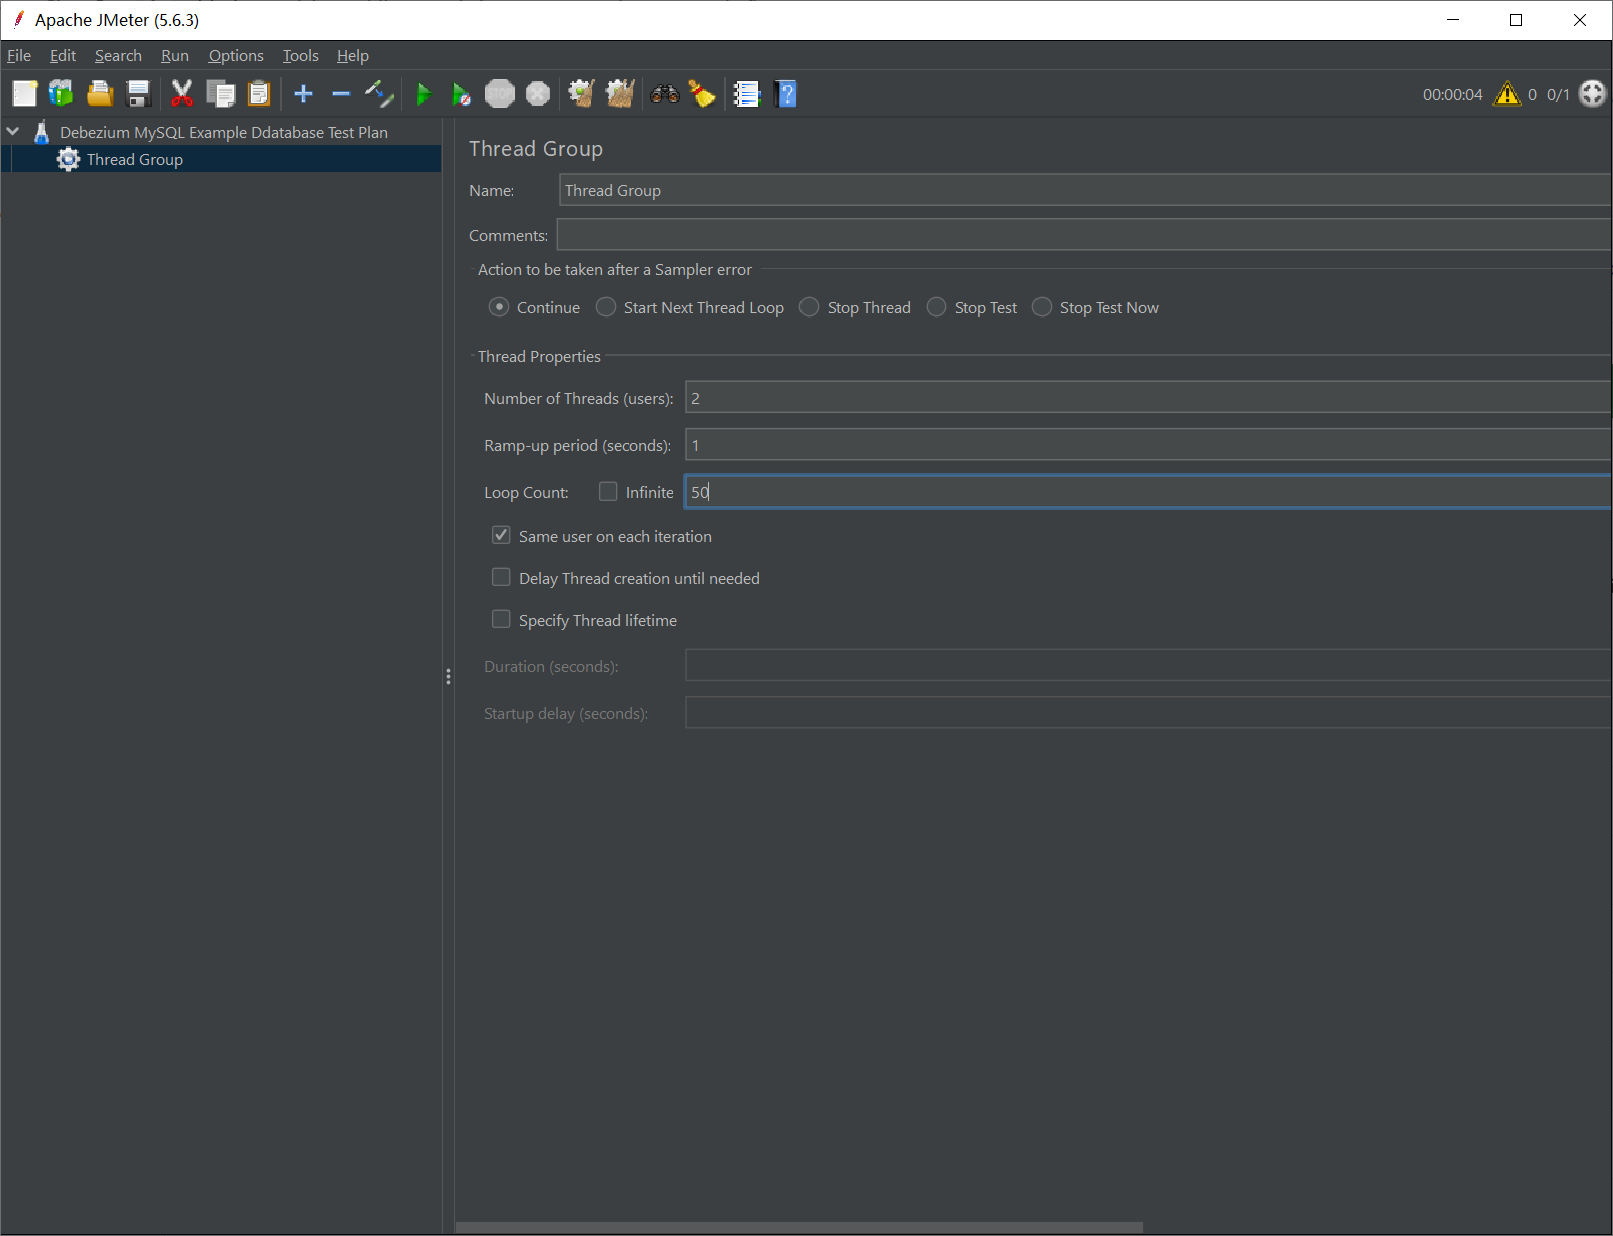 Apache JMeter (5.6.3)
File Edit Search Run Options Tools Help
STOP
00:00:04 0 0/1
Debezium MySQL Example Ddatabase Test Plan
Thread Group
Thread Group
Name: Thread Group
Comments:
Action to be taken after a Sampler error
Continue Start Next Thread Loop Stop Thread Stop Test Stop Test Now
Thread Properties
Number of Threads (users): 2
Ramp-up period (seconds): 1
Loop Count: Infinite 50
Same user on each iteration
Delay Thread creation until needed
Specify Thread lifetime
Duration (seconds):
Startup delay (seconds):